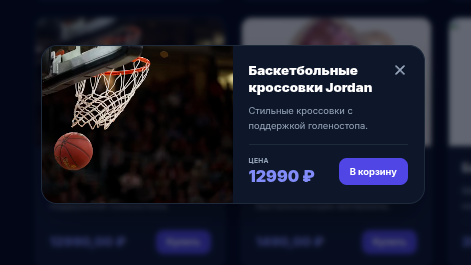 Баскетбольные
кроссовки Jordan
Стильные кроссовки с
поддержкой голеностопа.
ЦЕНА
12990 ₽
В корзину